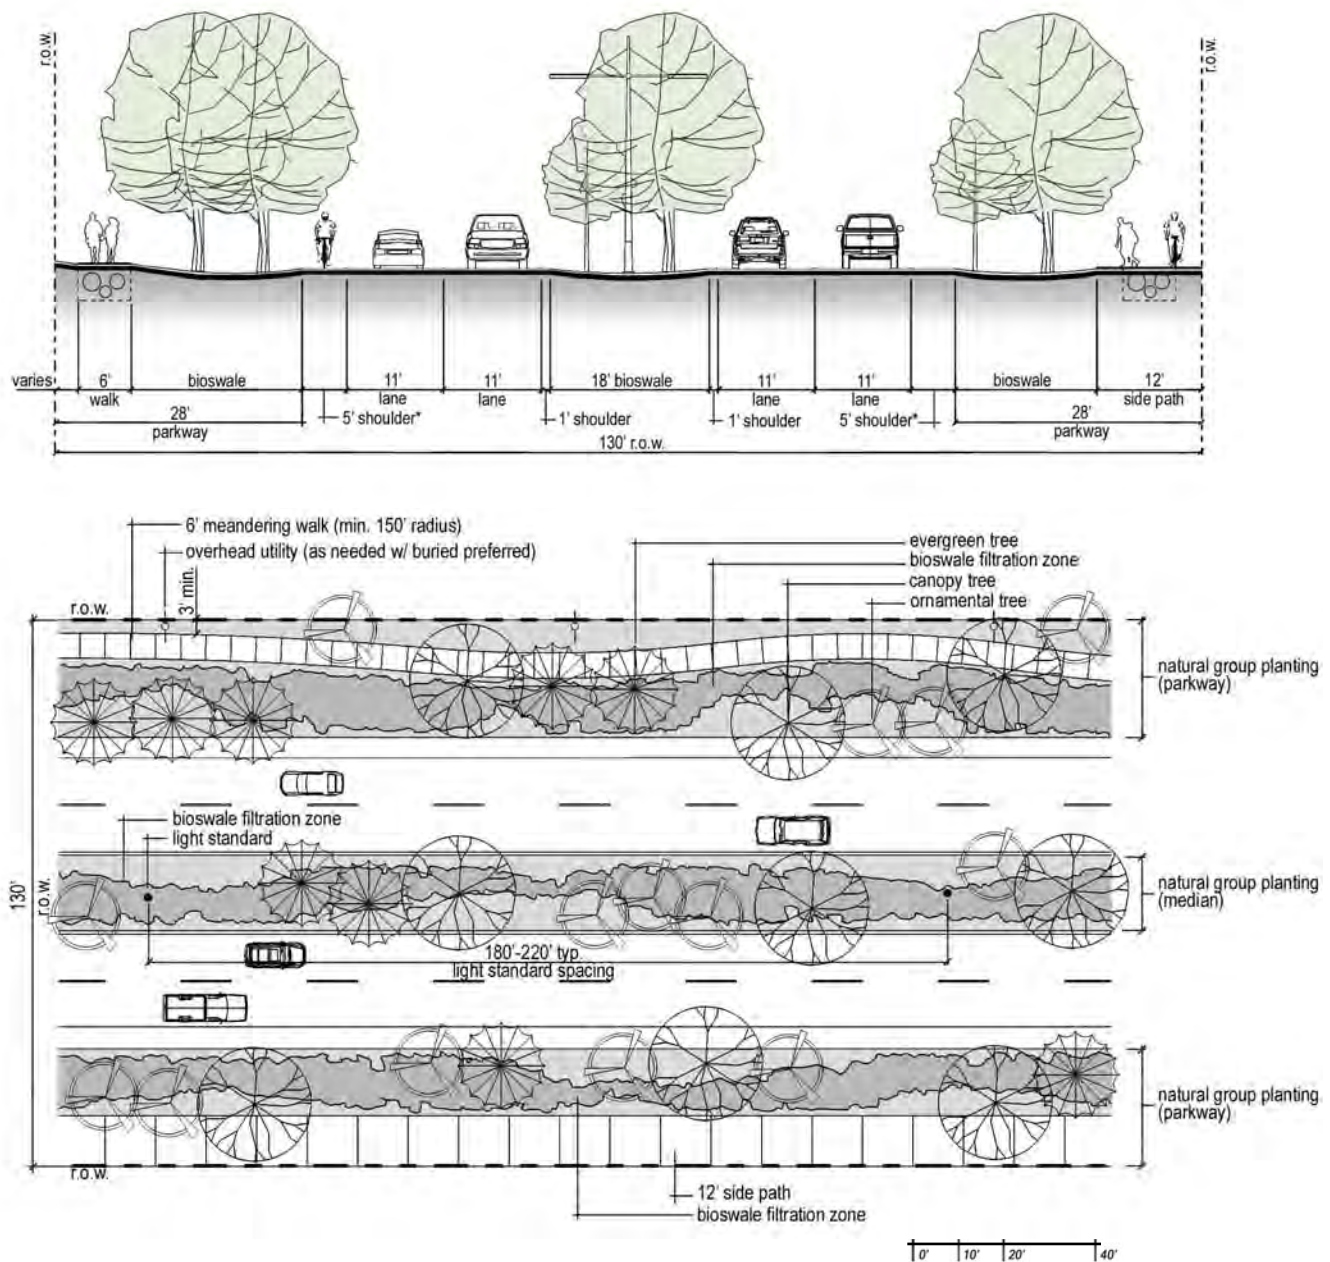 r.o.w.
r.o.w.
varies
6'
walk
bioswale
11'
lane
11'
lane
18' bioswale
11'
lane
11'
lane
bioswale
12'
side path
28'
parkway
5' shoulder*
1' shoulder
1' shoulder
5' shoulder*
28'
parkway
130' r.o.w.
6' meandering walk (min. 150' radius)
overhead utility (as needed w/ buried preferred)
3' min.
r.o.w.
evergreen tree
bioswale filtration zone
canopy tree
ornamental tree
natural group planting
(parkway)
bioswale filtration zone
light standard
130'
r.o.w.
natural group planting
(median)
180'-220' typ.
light standard spacing
natural group planting
(parkway)
r.o.w.
12' side path
bioswale filtration zone
0' 10' 20' 40'